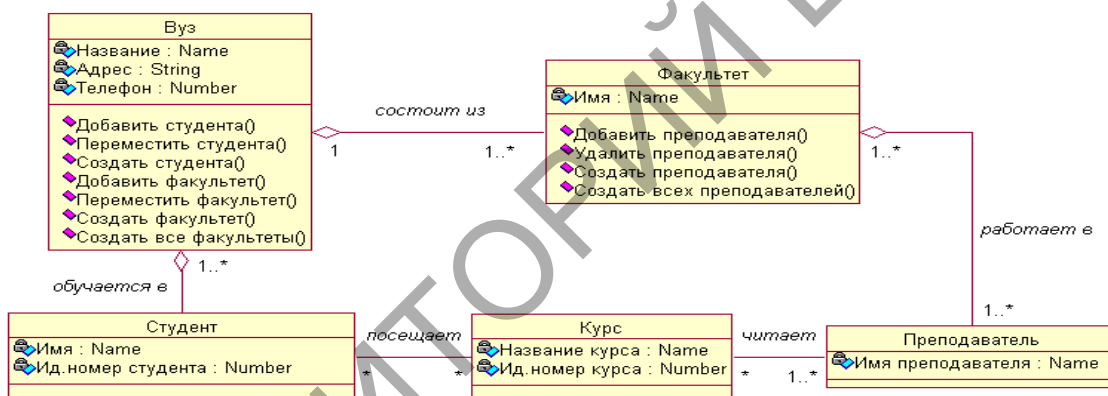 Вуз
Название : Name
Адрес : String
Телефон : Number
Добавить студента()
Переместить студента()
Создать студента()
Добавить факультет()
Переместить факультет()
Создать факультет()
Создать все факультеты()
состоит из
1
1..*
Факультет
Имя : Name
Добавить преподавателя()
Удалить преподавателя()
Создать преподавателя()
Создать всех преподавателей()
1..*
работает в
1..*
1..*
обучается в
Студент
Имя : Name
Ид.номер студента : Number
посещает
*
*
Курс
Название курса : Name
Ид.номер курса : Number
читает
*
1..*
Преподаватель
Имя преподавателя : Name